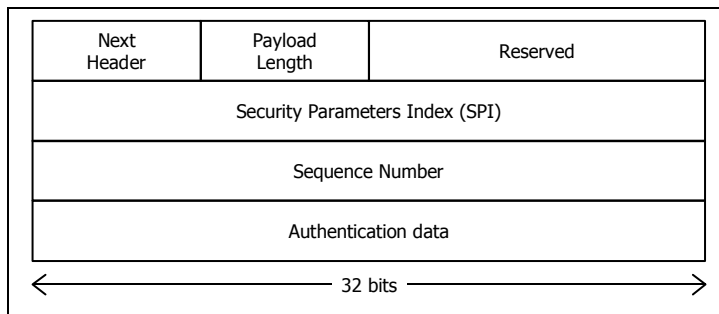 Next
Header
Payload
Length
Reserved
Security Parameters Index (SPI)
Sequence Number
Authentication data
32 bits